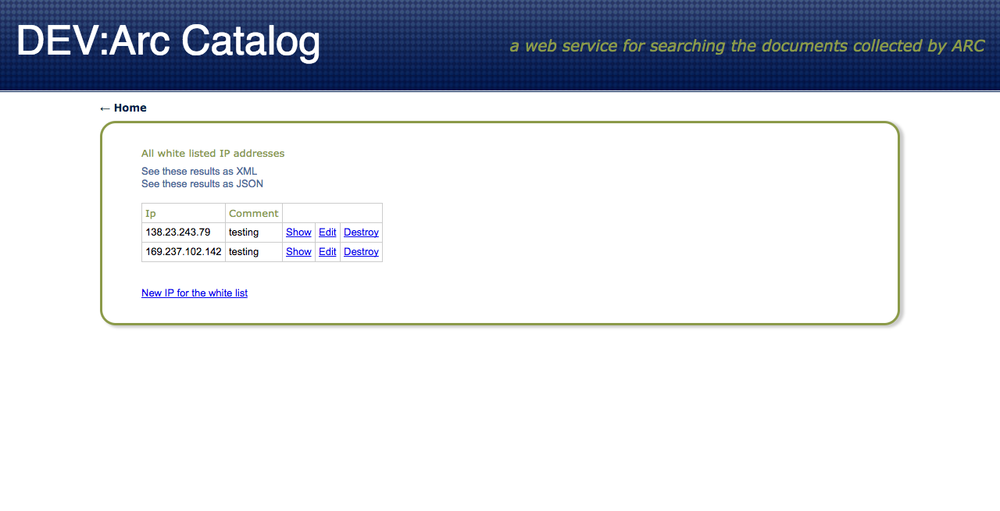 DEV:Arc Catalog
a web service for searching the documents collected by ARC
← Home
All white listed IP addresses
See these results as XML
See these results as JSON
Ip Comment
138.23.243.79 testing Show Edit Destroy
169.237.102.142 testing Show Edit Destroy
New IP for the white list